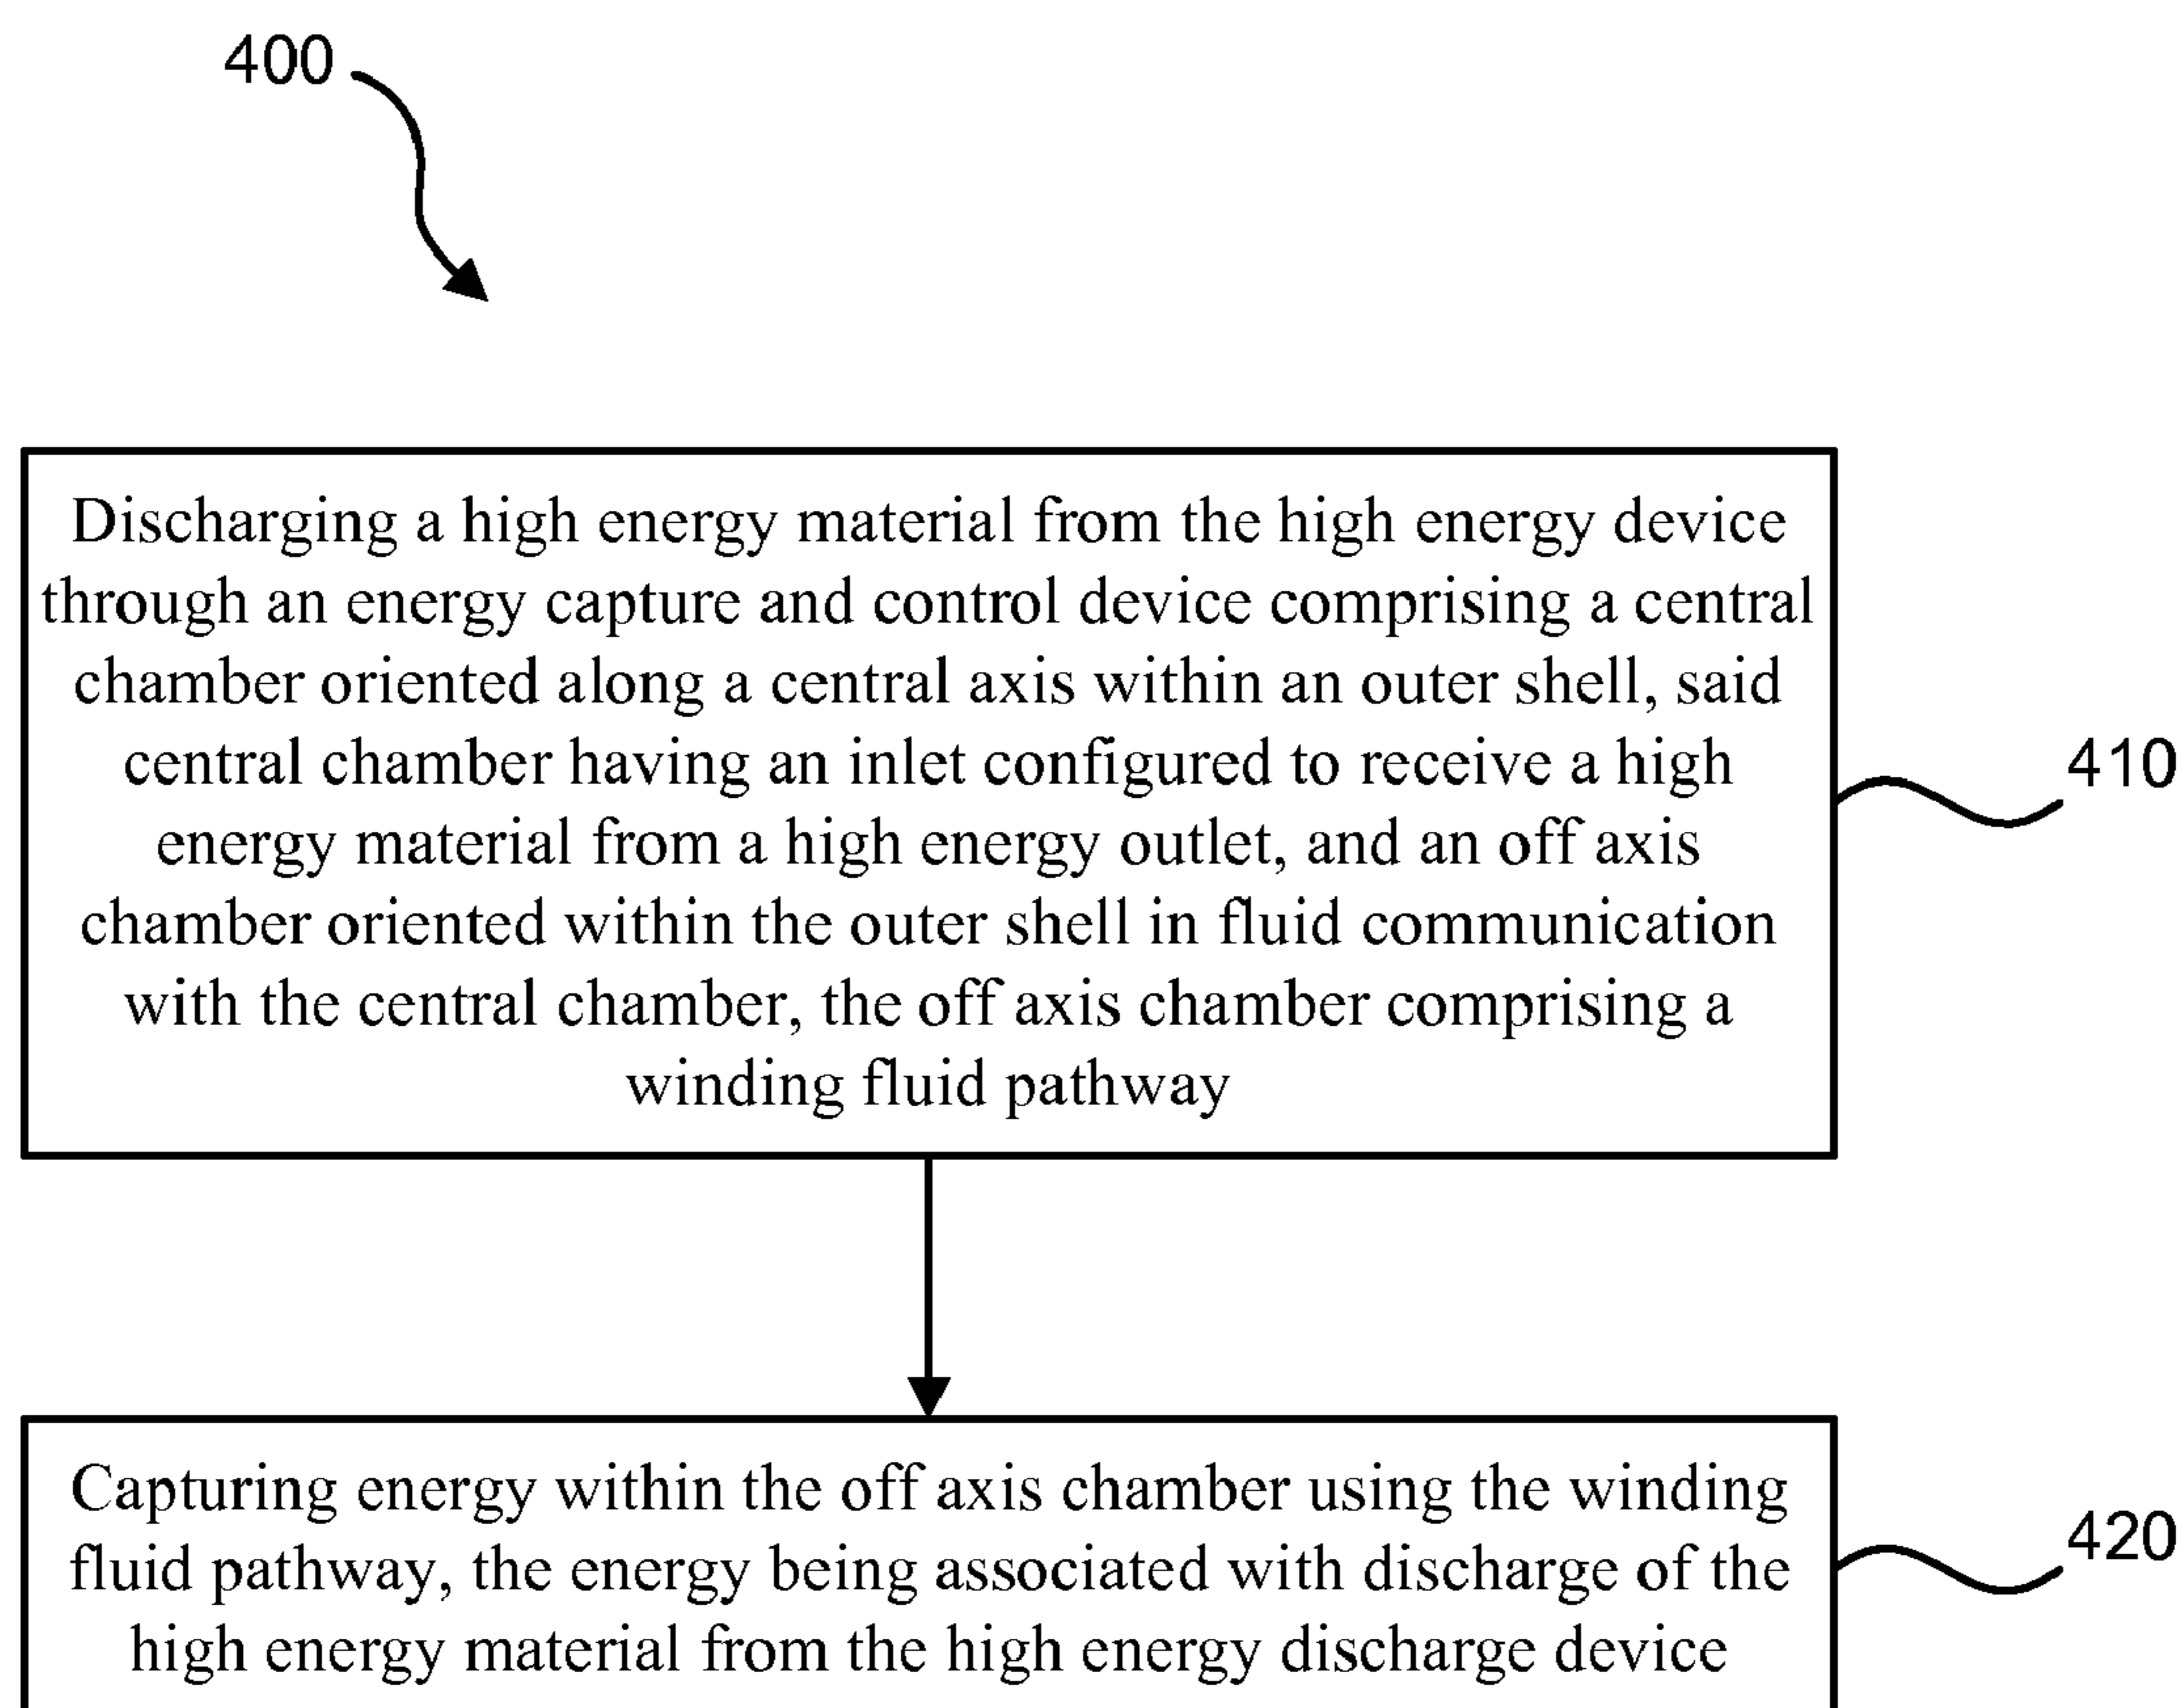 400
Discharging a high energy material from the high energy device
through an energy capture and control device comprising a central
chamber oriented along a central axis within an outer shell, said
central chamber having an inlet configured to receive a high
energy material from a high energy outlet, and an off axis
chamber oriented within the outer shell in fluid communication
with the central chamber, the off axis chamber comprising a
winding fluid pathway
410
Capturing energy within the off axis chamber using the winding
fluid pathway, the energy being associated with discharge of the
high energy material from the high energy discharge device
420